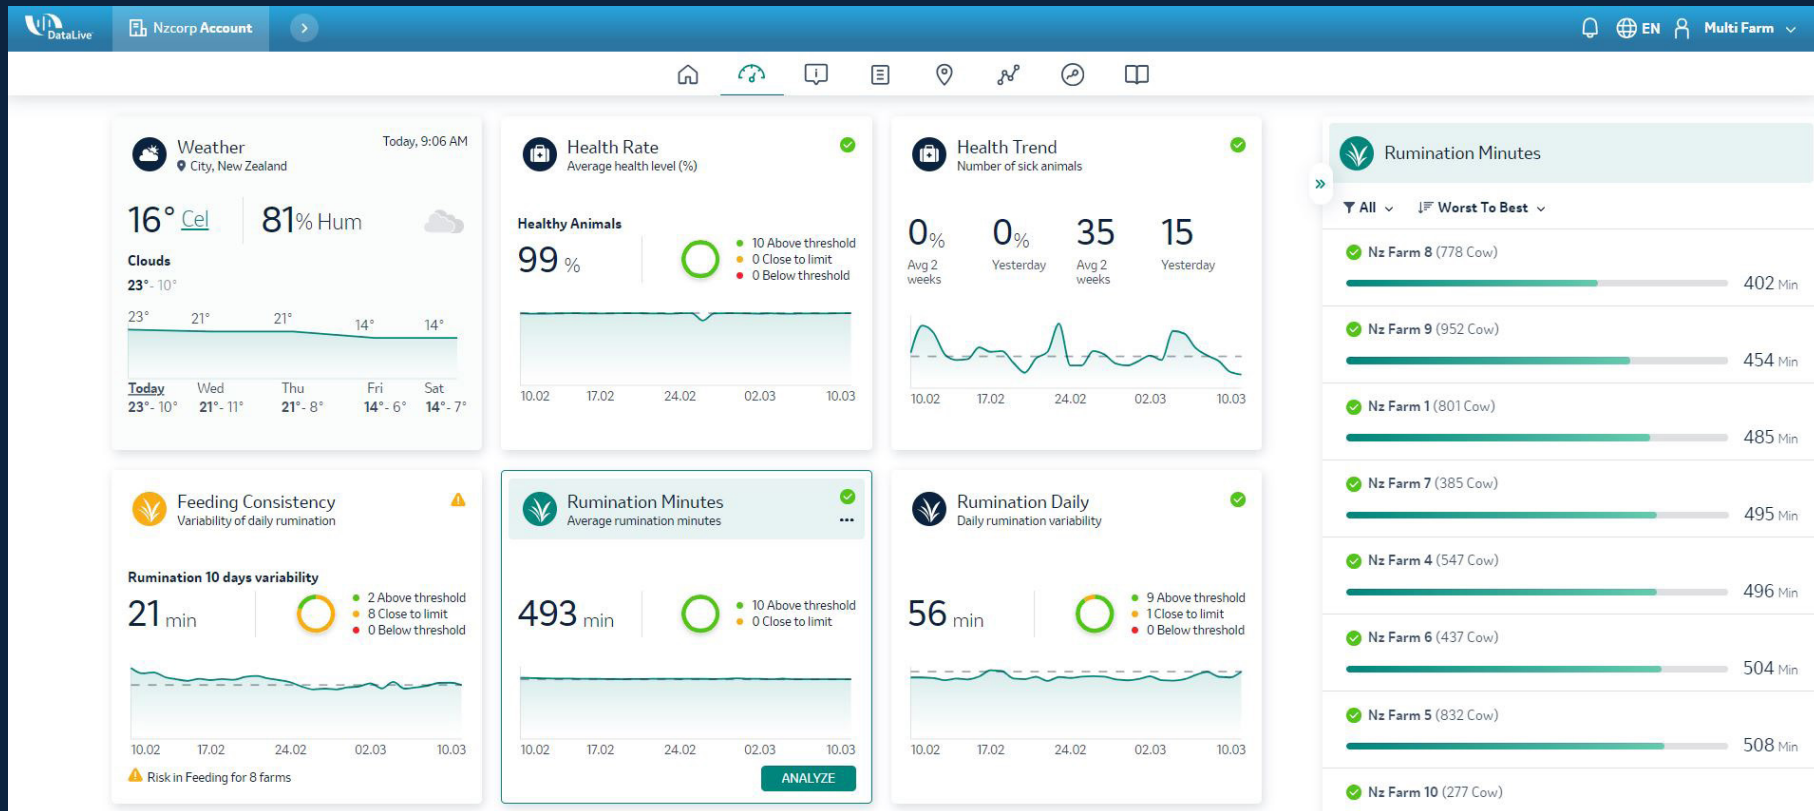 DataLive
Nzcorp Account
EN
Multi Farm
Weather
City, New Zealand
Today, 9:06 AM
16° Cel
81% Hum
Clouds
23°- 10°
23° 21° 21° 14° 14°
Today Wed Thu Fri Sat
23°- 10° 21°- 11° 21°- 8° 14°- 6° 14°- 7°
Health Rate
Average health level (%)
Healthy Animals
99 %
10 Above threshold
0 Close to limit
0 Below threshold
10.02 17.02 24.02 02.03 10.03
Health Trend
Number of sick animals
0% 0% 35 15
Avg 2 weeks Yesterday Avg 2 weeks Yesterday
10.02 17.02 24.02 02.03 10.03
Feeding Consistency
Variability of daily rumination
Rumination 10 days variability
21 min
2 Above threshold
8 Close to limit
0 Below threshold
10.02 17.02 24.02 02.03 10.03
Risk in Feeding for 8 farms
Rumination Minutes
Average rumination minutes
493 min
10 Above threshold
0 Close to limit
10.02 17.02 24.02 02.03 10.03
ANALYZE
Rumination Daily
Daily rumination variability
56 min
9 Above threshold
1 Close to limit
0 Below threshold
10.02 17.02 24.02 02.03 10.03
Rumination Minutes
All Worst To Best
Nz Farm 8 (778 Cow)
402 Min
Nz Farm 9 (952 Cow)
454 Min
Nz Farm 1 (801 Cow)
485 Min
Nz Farm 7 (385 Cow)
495 Min
Nz Farm 4 (547 Cow)
496 Min
Nz Farm 6 (437 Cow)
504 Min
Nz Farm 5 (832 Cow)
508 Min
Nz Farm 10 (277 Cow)